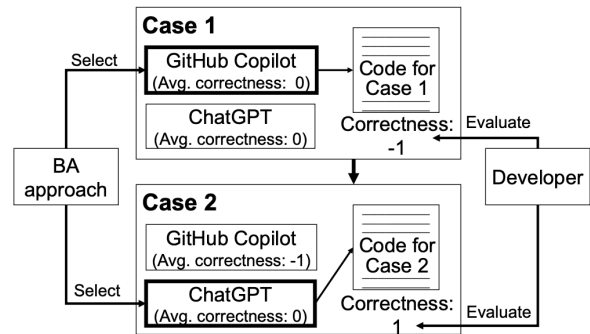 Case 1
GitHub Copilot
(Avg. correctness: 0)
Code for
Case 1
ChatGPT
(Avg. correctness: 0)
Correctness:
-1
Select
Evaluate
BA
approach
Developer
Case 2
GitHub Copilot
(Avg. correctness: -1)
Code for
Case 2
ChatGPT
(Avg. correctness: 0)
Correctness:
1
Select
Evaluate